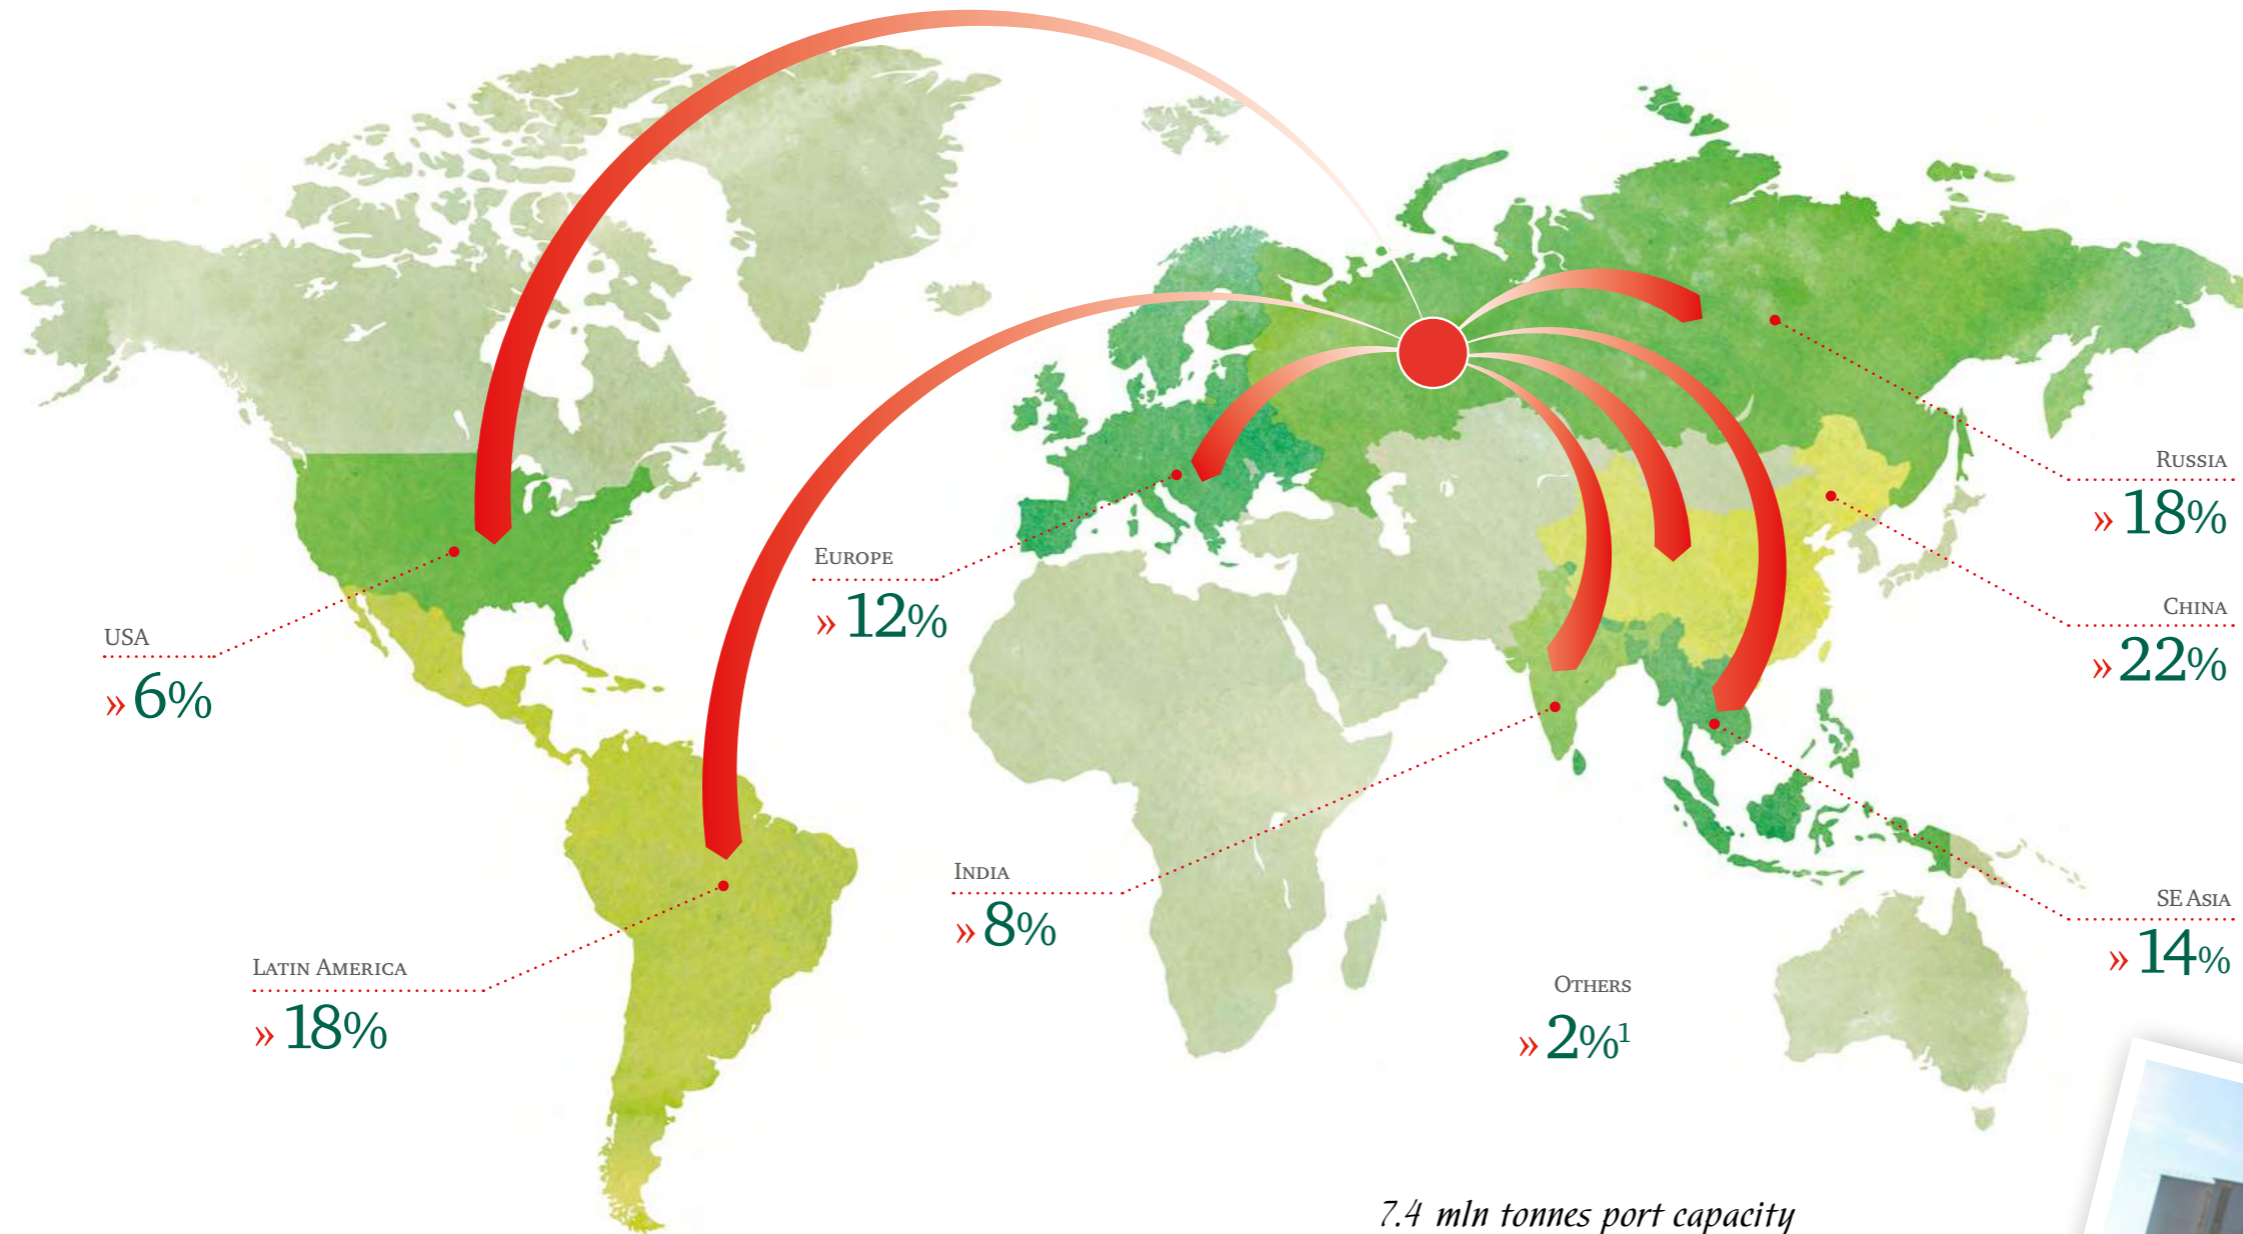 Russia
» 18%
China
» 22%
Europe
» 12%
USA
» 6%
India
» 8%
SE Asia
» 14%
Latin America
» 18%
Others
» 2%¹
7.4 mln tonnes port capacity